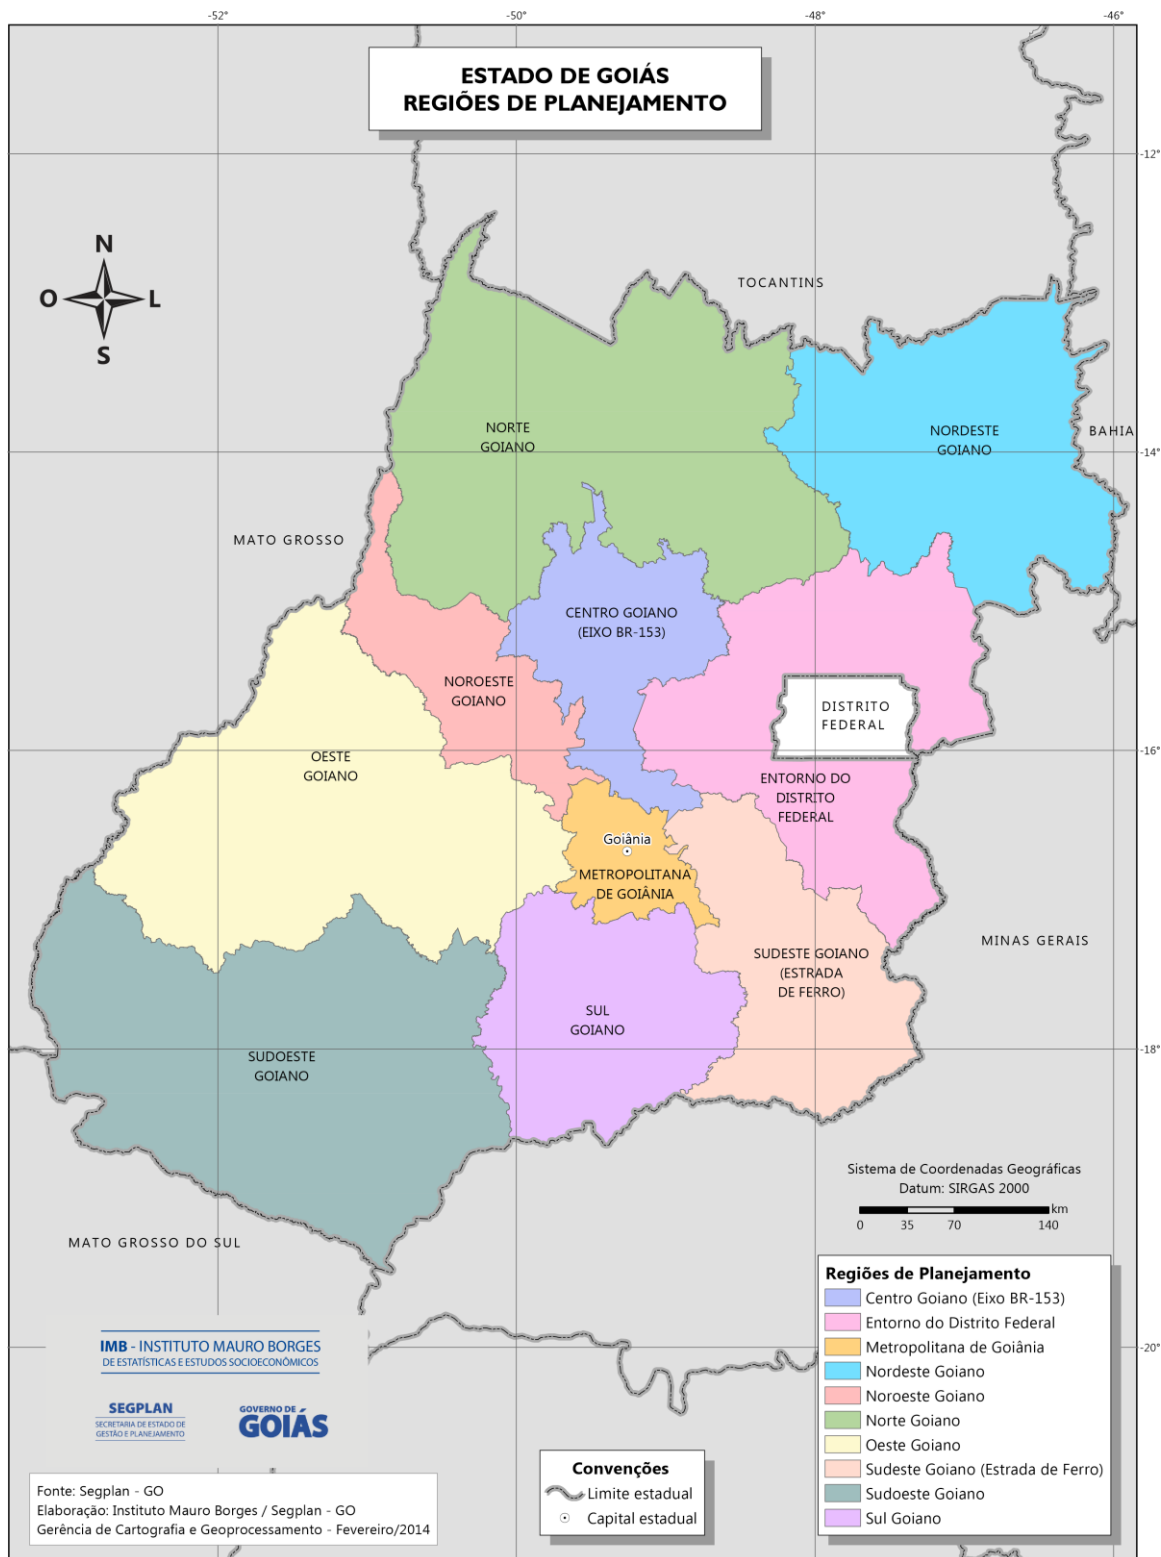 -52°
-50°
-48°
-46°
ESTADO DE GOIÁS
REGIÕES DE PLANEJAMENTO
-12°
N
O
L
S
TOCANTINS
NORTE
GOIANO
NORDESTE
GOIANO
BAHIA
-14°
MATO GROSSO
CENTRO GOIANO
(EIXO BR-153)
NOROESTE
GOIANO
DISTRITO
FEDERAL
-16°
OESTE
GOIANO
ENTORNO DO
DISTRITO
FEDERAL
Goiânia
METROPOLITANA
DE GOIÂNIA
MINAS GERAIS
SUDESTE GOIANO
(ESTRADA
DE FERRO)
SUL
GOIANO
-18°
SUDOESTE
GOIANO
Sistema de Coordenadas Geográficas
Datum: SIRGAS 2000
km
0
35
70
140
MATO GROSSO DO SUL
Regiões de Planejamento
Centro Goiano (Eixo BR-153)
Entorno do Distrito Federal
Metropolitana de Goiânia
Nordeste Goiano
Noroeste Goiano
Norte Goiano
Oeste Goiano
Sudeste Goiano (Estrada de Ferro)
Sudoeste Goiano
Sul Goiano
-20°
IMB - INSTITUTO MAURO BORGES
DE ESTATÍSTICAS E ESTUDOS SOCIOECONÔMICOS
SEGPLAN
SECRETARIA DE ESTADO DE
GESTÃO E PLANEJAMENTO
GOVERNO DE
GOIÁS
Convenções
Limite estadual
Capital estadual
Fonte: Segplan - GO
Elaboração: Instituto Mauro Borges / Segplan - GO
Gerência de Cartografia e Geoprocessamento - Fevereiro/2014